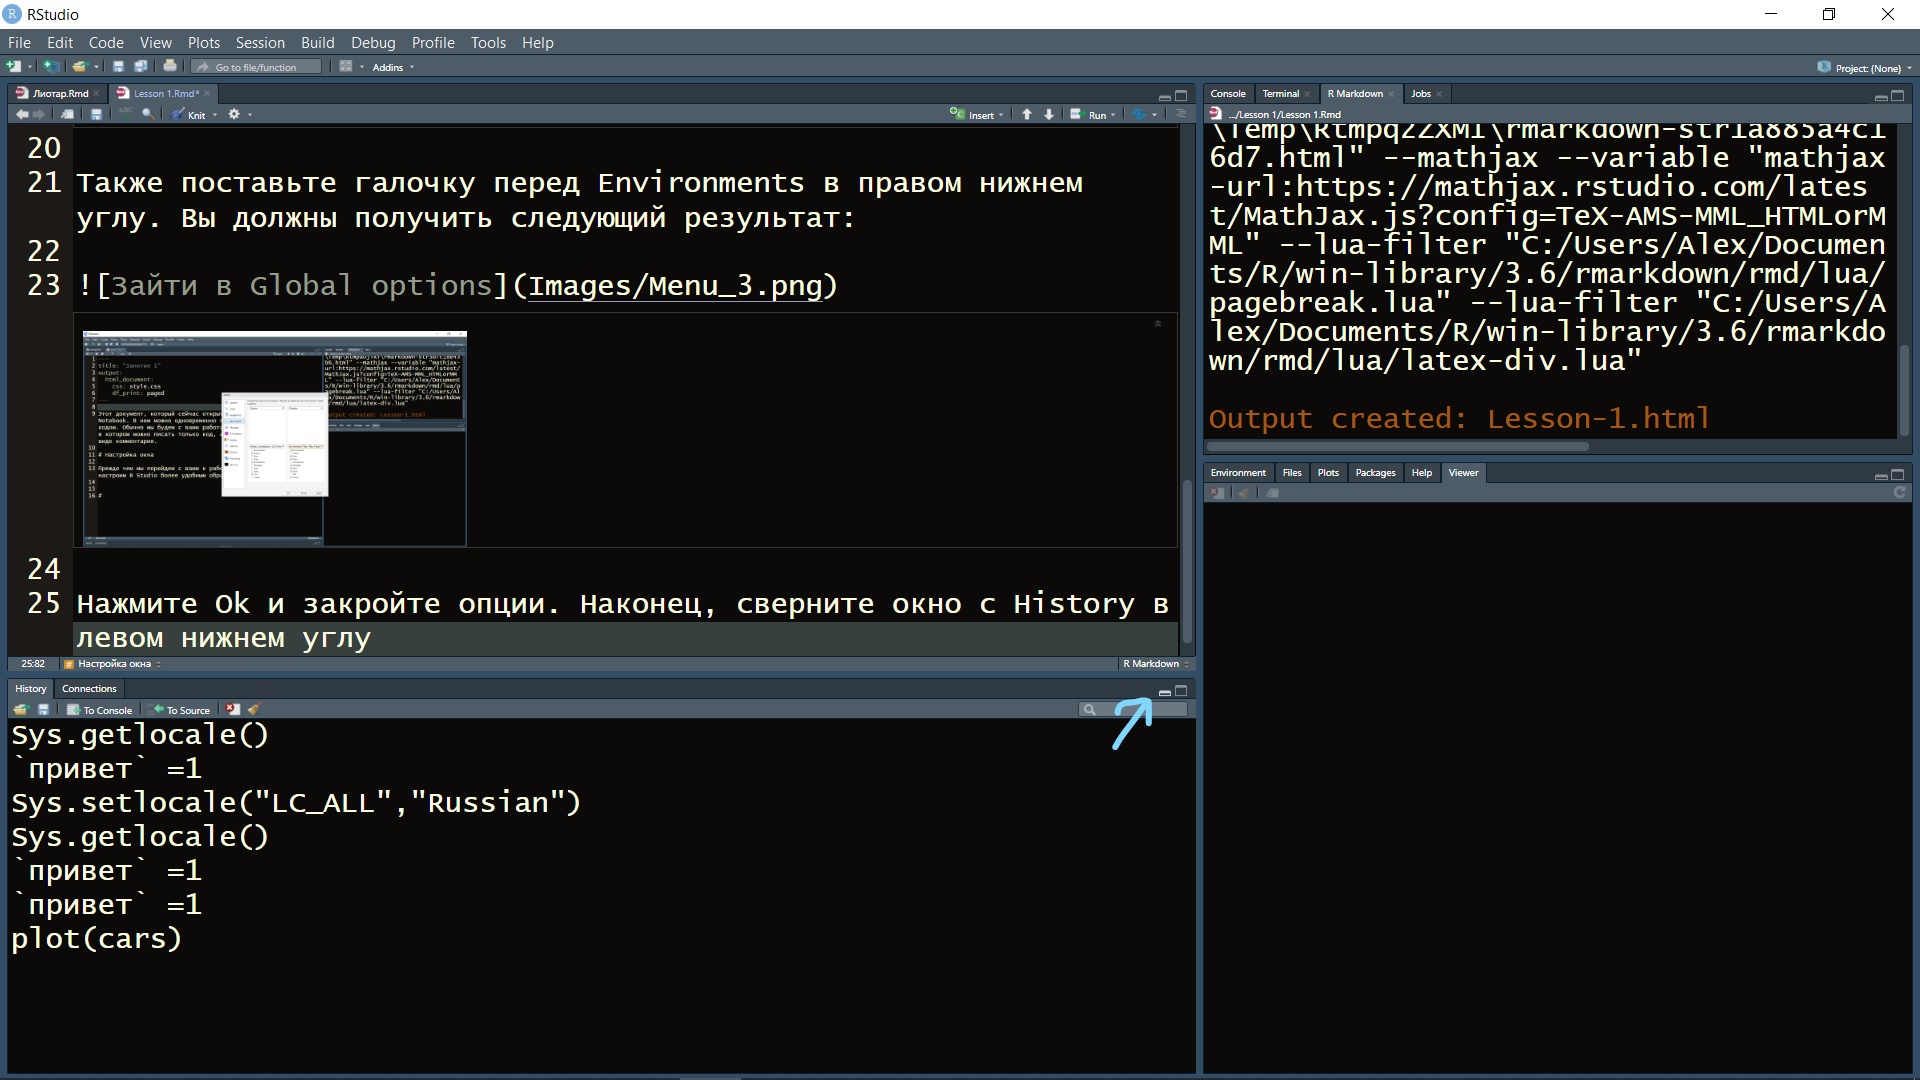 RStudio
File Edit Code View Plots Session Build Debug Profile Tools Help
Go to file/function Addins Project: (None)
Лиотар.Rmd Lesson 1.Rmd*
ABC Knit Insert Run
20
21 Также поставьте галочку перед Environments в правом нижнем
углу. Вы должны получить следующий результат:
22
23 ![Зайти в Global options](Images/Menu_3.png)
24
25 Нажмите Ok и закройте опции. Наконец, сверните окно с History в
левом нижнем углу
25:82 Настройка окна R Markdown
History Connections
To Console To Source
Sys.getlocale()
`привет` =1
Sys.setlocale("LC_ALL","Russian")
Sys.getlocale()
`привет` =1
`привет` =1
plot(cars)
Console Terminal R Markdown Jobs
.../Lesson 1/Lesson 1.Rmd
6d7.html" --mathjax --variable "mathjax
-url:https://mathjax.rstudio.com/lates
t/MathJax.js?config=TeX-AMS-MML_HTMLorM
ML" --lua-filter "C:/Users/Alex/Documen
ts/R/win-library/3.6/rmarkdown/rmd/lua/
pagebreak.lua" --lua-filter "C:/Users/A
lex/Documents/R/win-library/3.6/rmarkdo
wn/rmd/lua/latex-div.lua"
Output created: Lesson-1.html
Environment Files Plots Packages Help Viewer